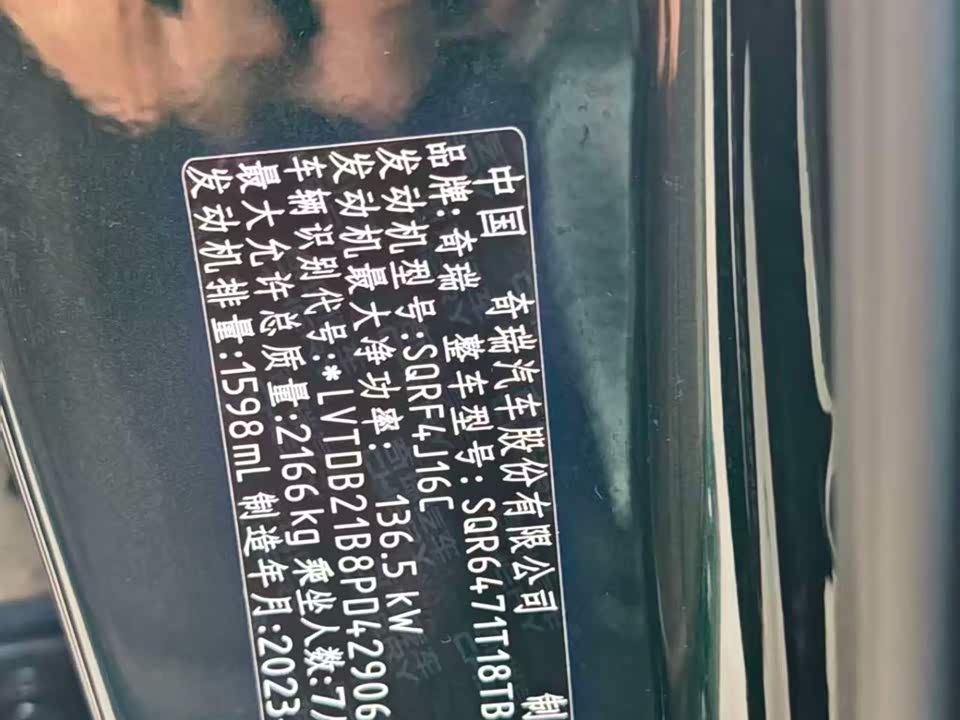 中国 奇瑞汽车股份有限公司 制
品牌:奇瑞 整车型号:SQR6471T18TB
发动机型号:SQRF4J16C
发动机最大净功率: 136.5 kW
车辆识别代号:*LVTDB21B8PD42906
最大允许总质量:2166kg 乘坐人数:7人
发动机排量:1598mL 制造年月:2023